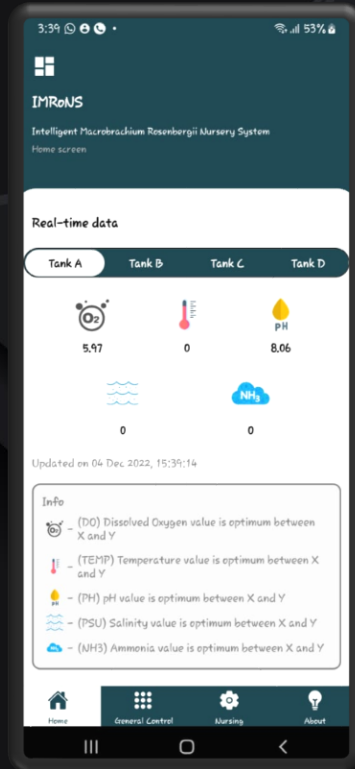 3:39
53%
IMRoNS
Intelligent Macrobrachium Rosenbergii Nursery System
Home screen
Real-time data
Tank A Tank B Tank C Tank D
O2 PH
5.97 0 8.06
NH3
0 0
Updated on 04 Dec 2022, 15:39:14
Info
O2 - (DO) Dissolved Oxygen value is optimum between
X and Y
- (TEMP) Temperature value is optimum between X
and Y
- (PH) pH value is optimum between X and Y
- (PSU) Salinity value is optimum between X and Y
- (NH3) Ammonia value is optimum between X and Y
Home General Control Nursing About